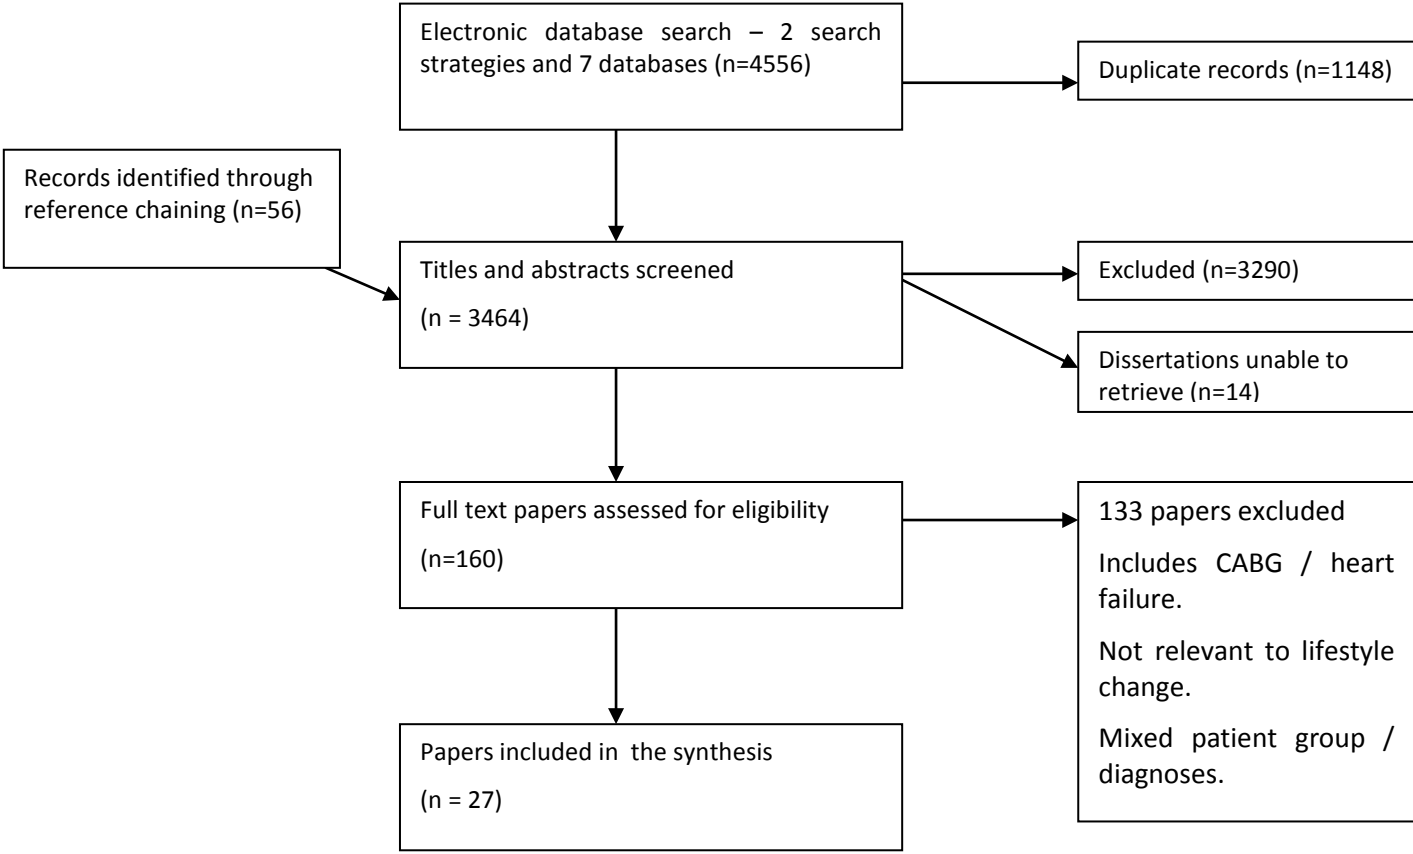 Electronic database search – 2 search
strategies and 7 databases (n=4556)
Duplicate records (n=1148)
Records identified through
reference chaining (n=56)
Titles and abstracts screened
(n = 3464)
Excluded (n=3290)
Dissertations unable to
retrieve (n=14)
Full text papers assessed for eligibility
(n=160)
133 papers excluded
Includes CABG / heart
failure.
Not relevant to lifestyle
change.
Mixed patient group /
diagnoses.
Papers included in the synthesis
(n = 27)